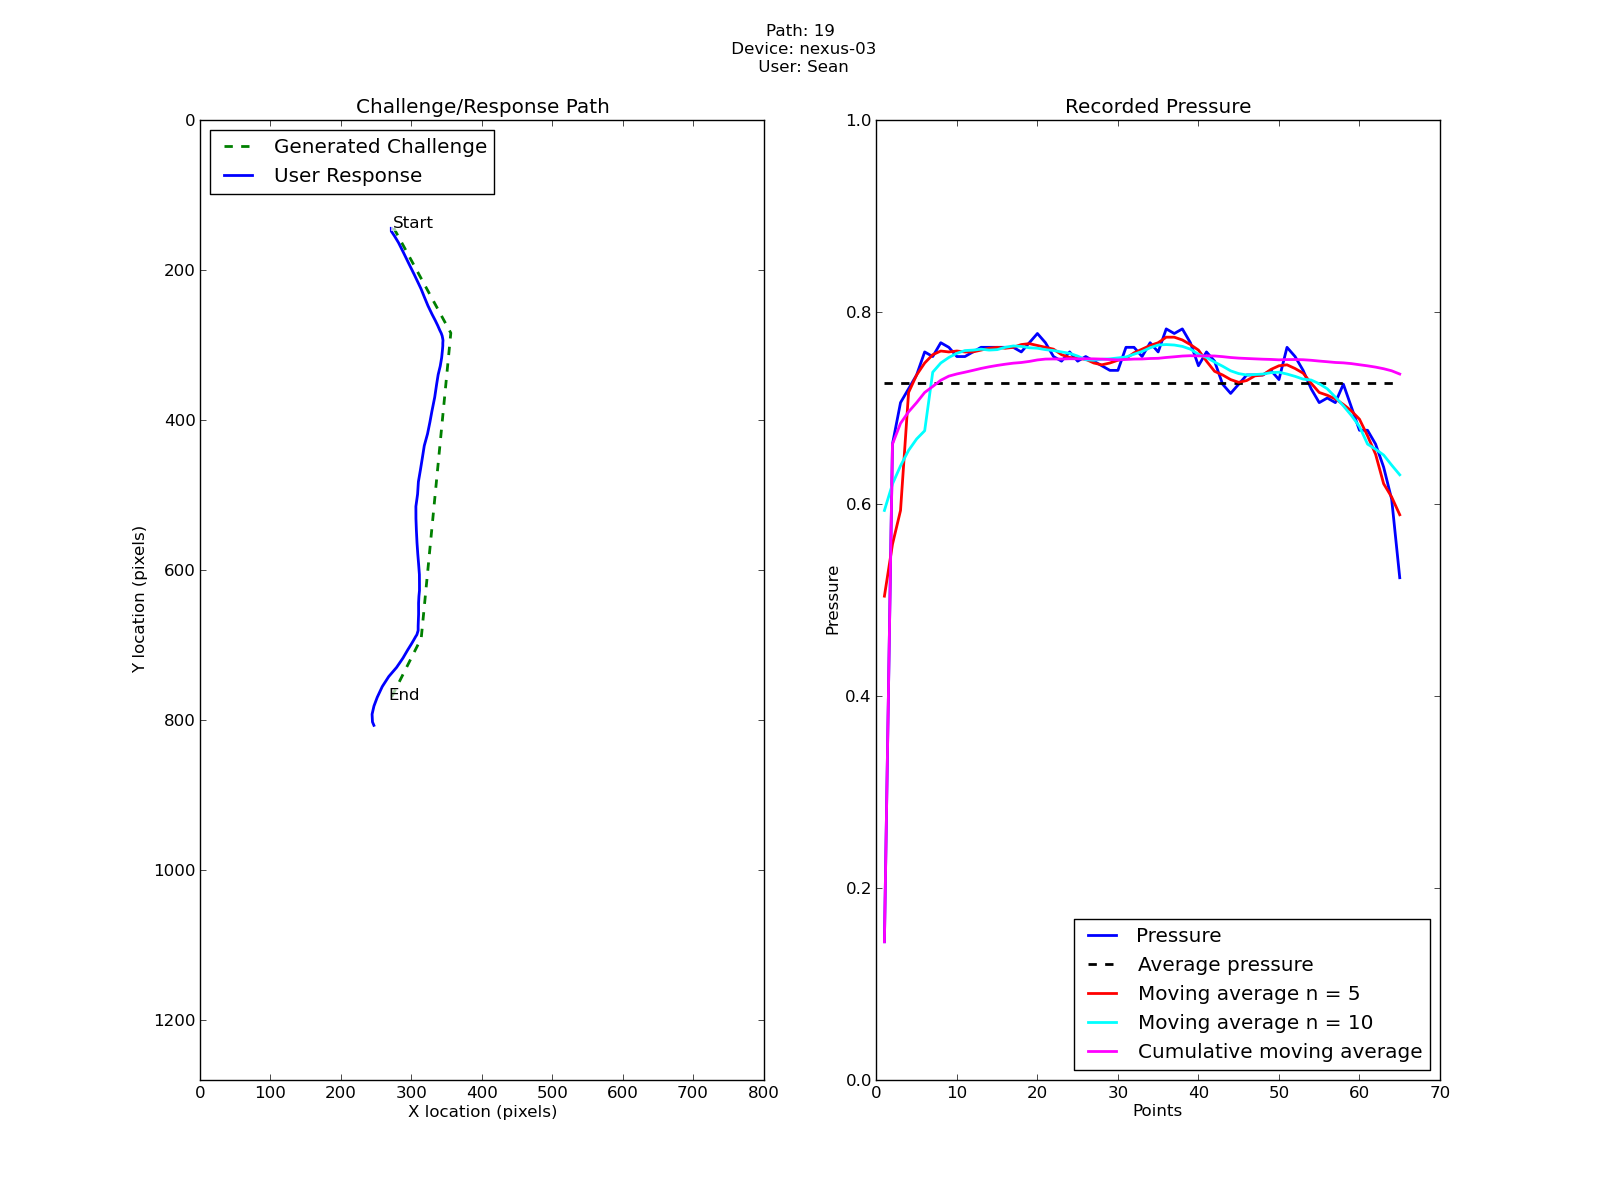 Path: 19
Device: nexus-03
User: Sean
Challenge/Response Path
Generated Challenge
User Response
Start
End
0
200
400
600
800
1000
1200
Y location (pixels)
0 100 200 300 400 500 600 700 800
X location (pixels)
Recorded Pressure
1.0
0.8
0.6
0.4
0.2
0.0
Pressure
Pressure
Average pressure
Moving average n = 5
Moving average n = 10
Cumulative moving average
0 10 20 30 40 50 60 70
Points